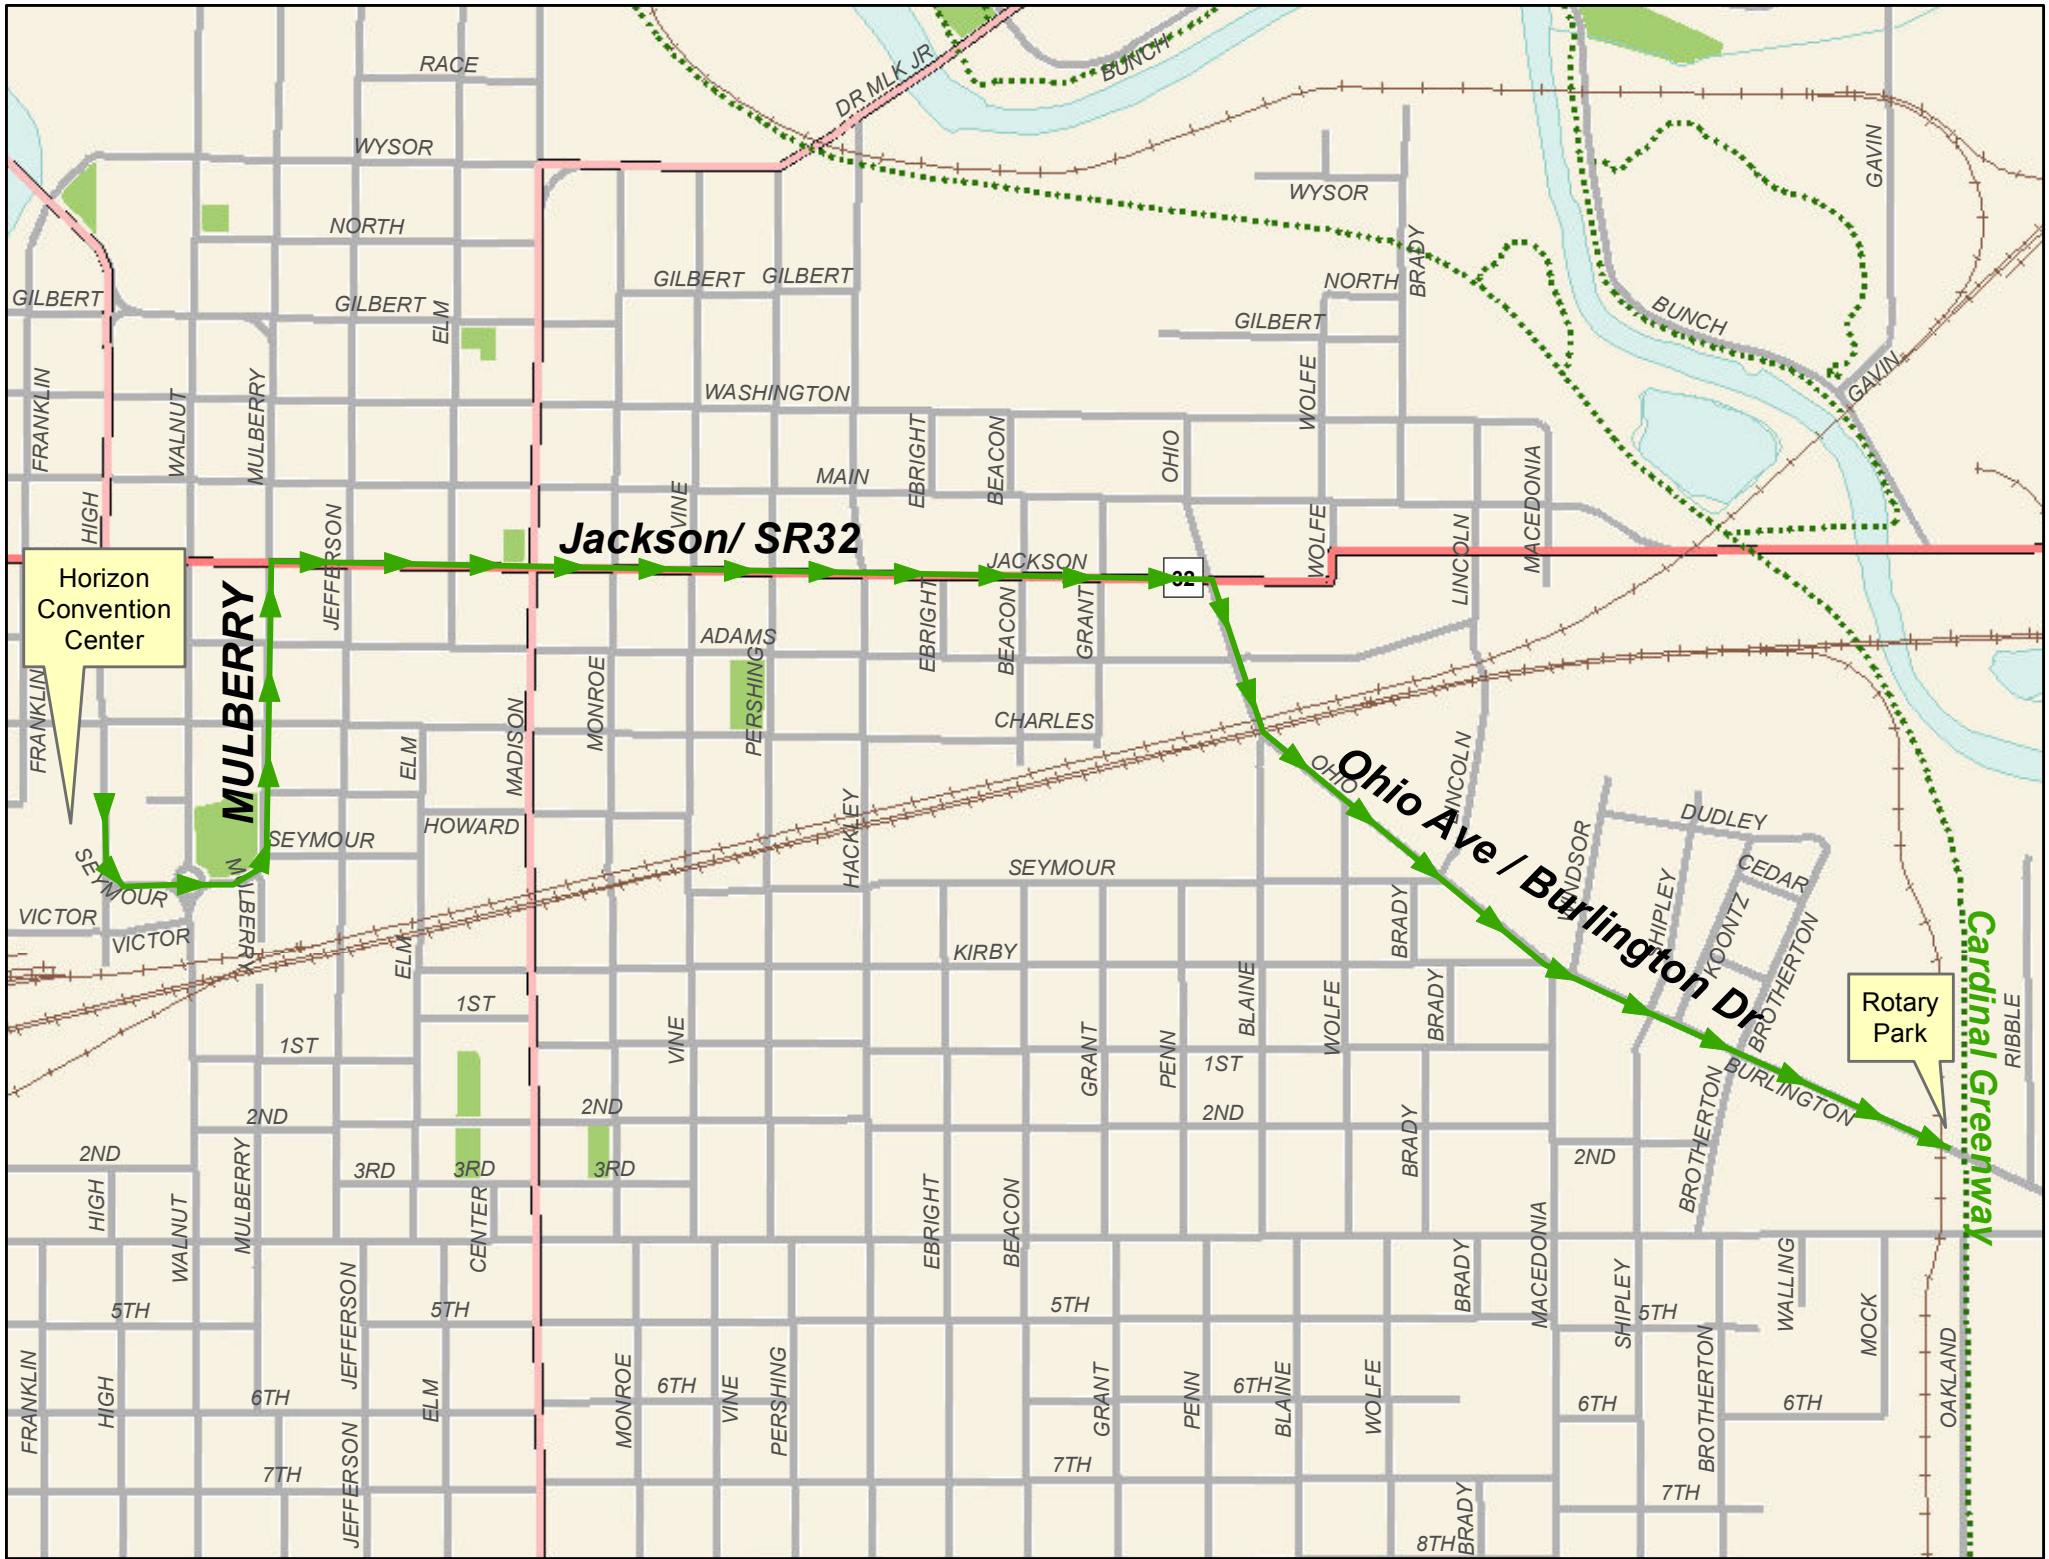 RACE
BUNCH
DR MLK JR
WYSOR
GAVIN
WYSOR
NORTH
BRADY
GILBERT
GILBERT
GILBERT
GILBERT
NORTH
GILBERT
ELM
BUNCH
GAVIN
WASHINGTON
FRANKLIN
WALNUT
MULBERRY
WOLFE
EBRIGHT
BEACON
OHIO
MAIN
MACEDONIA
HIGH
JEFFERSON
VINE
WOLFE
LINCOLN
Jackson/ SR32
JACKSON
32
Horizon
Convention
Center
MULBERRY
EBRIGHT
BEACON
GRANT
ADAMS
PERSHING
FRANKLIN
MADISON
MONROE
CHARLES
ELM
LINCOLN
OHIO
Ohio Ave / Burlington Dr
HACKLEY
HOWARD
SEYMOUR
DUDLEY
SEYMOUR
SEYMOUR
MULBERRY
WINDSOR
SHIPLEY
CEDAR
KOONTZ
BROTHERTON
VICTOR
VICTOR
ELM
KIRBY
BRADY
BRADY
BLAINE
WOLFE
Cardinal Greenway
Rotary
Park
RIBBLE
1ST
1ST
VINE
GRANT
PENN
1ST
BURLINGTON
BROTHERTON
2ND
2ND
2ND
2ND
BRADY
2ND
MULBERRY
3RD
3RD
3RD
HIGH
WALNUT
CENTER
EBRIGHT
BEACON
MACEDONIA
BRADY
WALLING
SHIPLEY
JEFFERSON
5TH
5TH
5TH
5TH
MOCK
OAKLAND
FRANKLIN
HIGH
ELM
6TH
MONROE
6TH
VINE
PERSHING
GRANT
PENN
6TH
BLAINE
WOLFE
6TH
BROTHERTON
6TH
JEFFERSON
7TH
7TH
7TH
BRADY
8TH